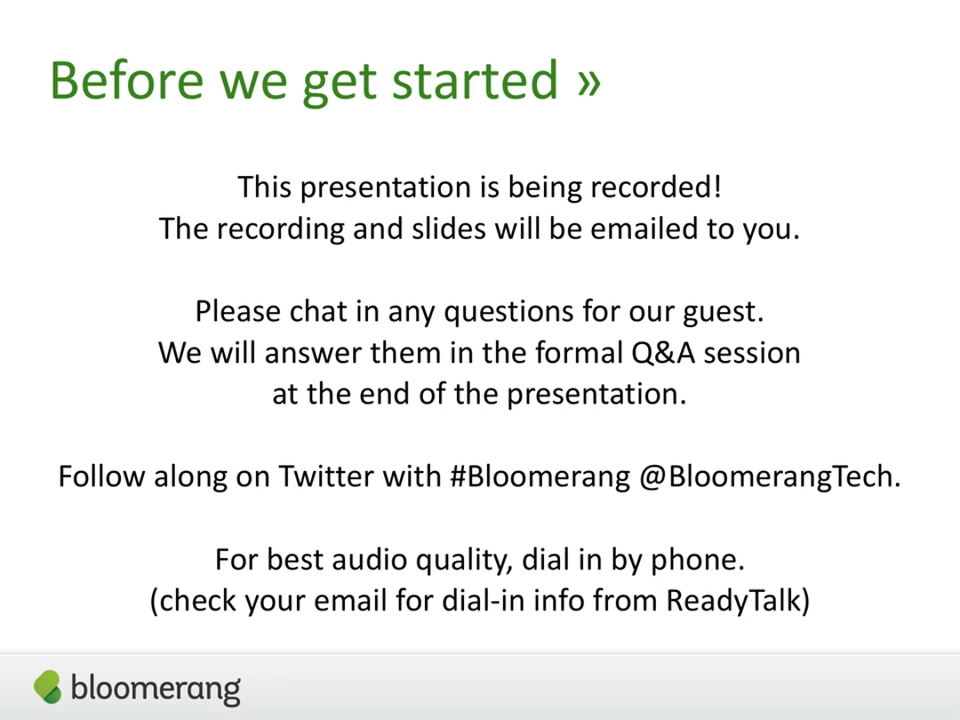 Before we get started »
This presentation is being recorded!
The recording and slides will be emailed to you.
Please chat in any questions for our guest.
We will answer them in the formal Q&A session
at the end of the presentation.
Follow along on Twitter with #Bloomerang @BloomerangTech.
For best audio quality, dial in by phone.
(check your email for dial-in info from ReadyTalk)
bloomerang